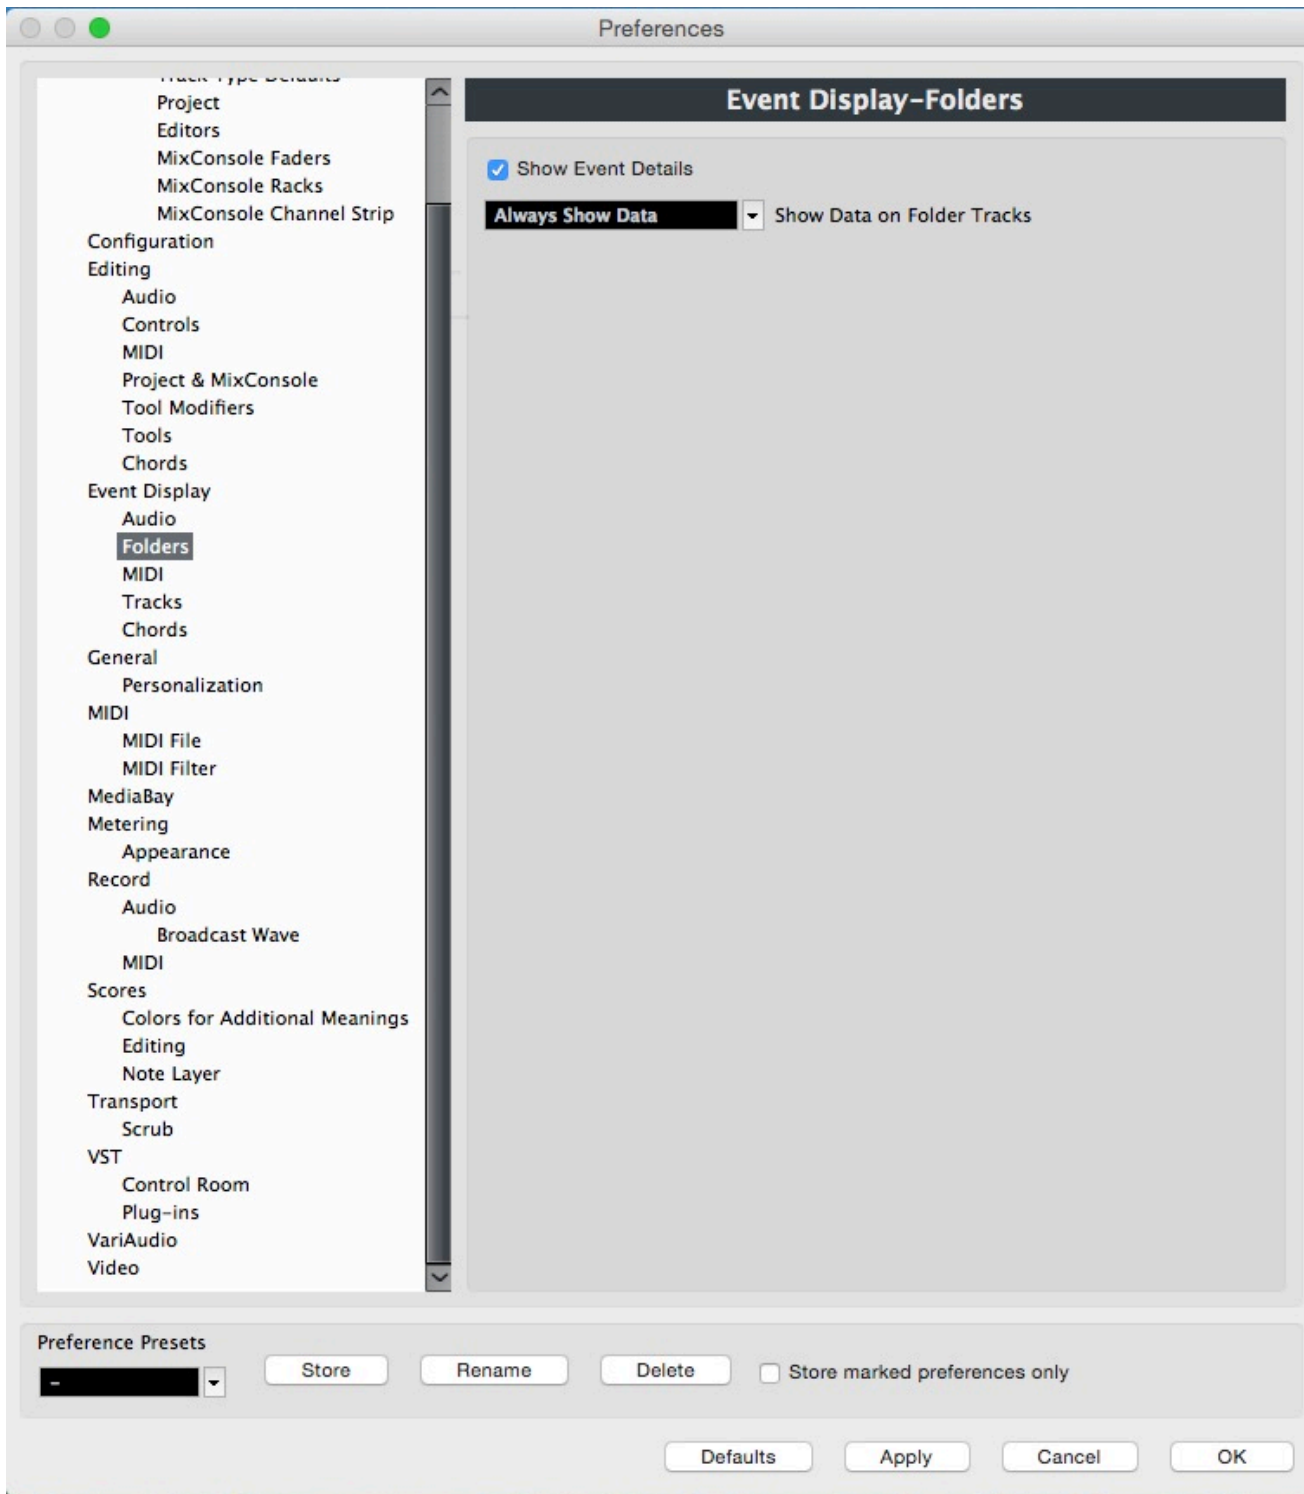 Preferences
Track Type Defaults
Project
Editors
MixConsole Faders
MixConsole Racks
MixConsole Channel Strip
Configuration
Editing
Audio
Controls
MIDI
Project & MixConsole
Tool Modifiers
Tools
Chords
Event Display
Audio
Folders
MIDI
Tracks
Chords
General
Personalization
MIDI
MIDI File
MIDI Filter
MediaBay
Metering
Appearance
Record
Audio
Broadcast Wave
MIDI
Scores
Colors for Additional Meanings
Editing
Note Layer
Transport
Scrub
VST
Control Room
Plug-ins
VariAudio
Video
Event Display-Folders
Show Event Details
Always Show Data Show Data on Folder Tracks
Preference Presets
– Store Rename Delete Store marked preferences only
Defaults Apply Cancel OK